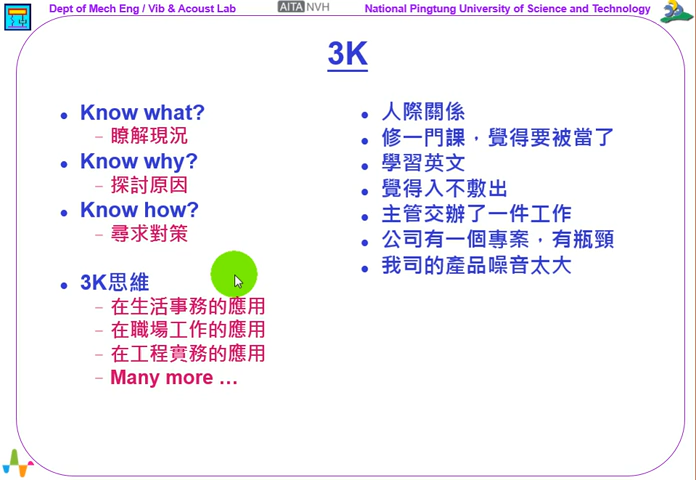 Dept of Mech Eng / Vib & Acoust Lab
AITA NVH
National Pingtung University of Science and Technology
3K
Know what?
– 瞭解現況
Know why?
– 探討原因
Know how?
– 尋求對策
3K思維
– 在生活事務的應用
– 在職場工作的應用
– 在工程實務的應用
– Many more …
人際關係
修一門課，覺得要被當了
學習英文
覺得入不敷出
主管交辦了一件工作
公司有一個專案，有瓶頸
我司的產品噪音太大